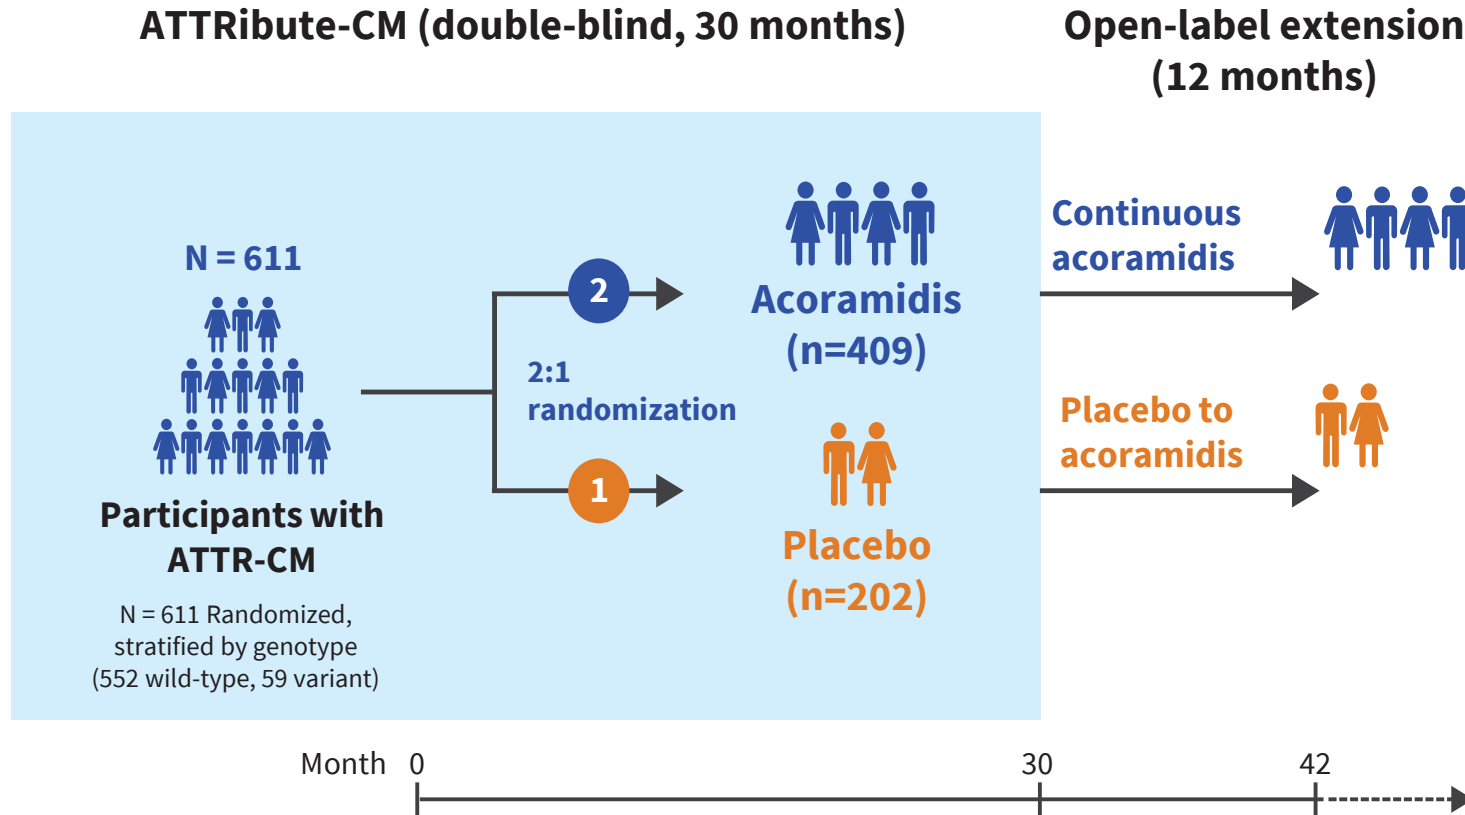 ATTRibute-CM (double-blind, 30 months)
Open-label extension
(12 months)
N = 611
Participants with
ATTR-CM
N = 611 Randomized,
stratified by genotype
(552 wild-type, 59 variant)
2
2:1
randomization
1
Acoramidis
(n=409)
Placebo
(n=202)
Continuous
acoramidis
Placebo to
acoramidis
Month 0 30 42